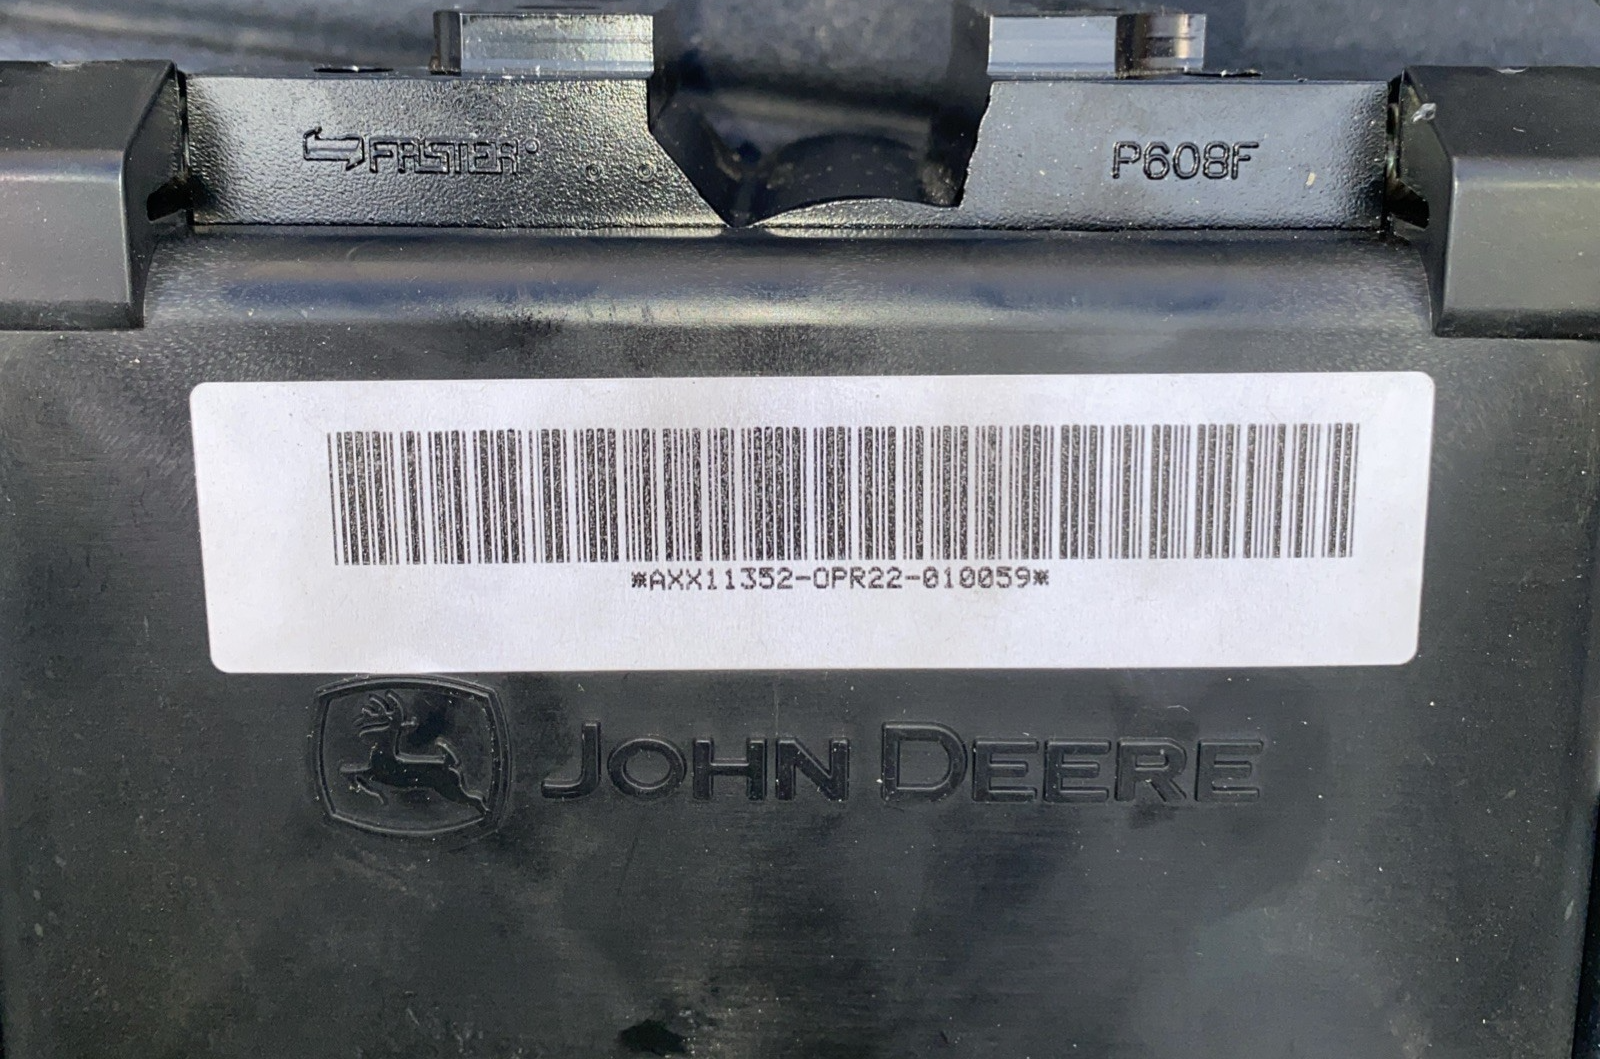 FASTER P608F
*AXX11352-OPR22-010059*
JOHN DEERE